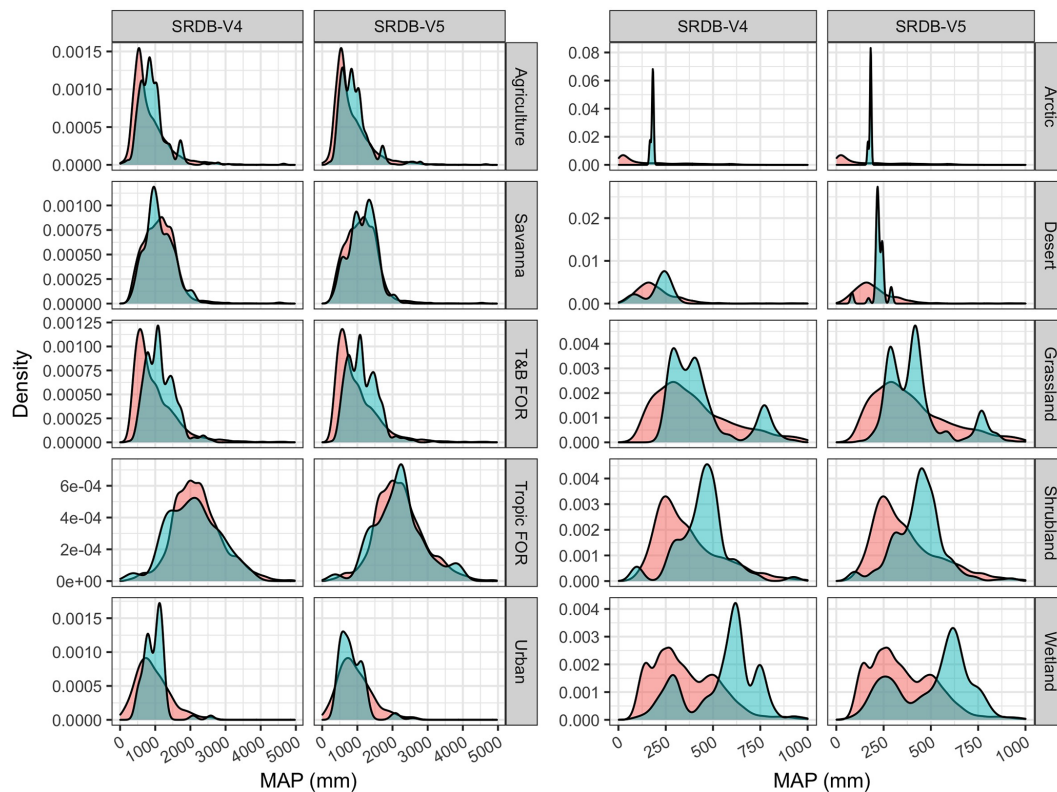 SRDB-V4 SRDB-V5 SRDB-V4 SRDB-V5
Density
0.0015
0.0010
0.0005
0.0000
Agriculture
0.08
0.06
0.04
0.02
0.00
Arctic
0.00100
0.00075
0.00050
0.00025
0.00000
Savanna
0.02
0.01
0.00
Desert
0.00125
0.00100
0.00075
0.00050
0.00025
0.00000
T&B FOR
0.004
0.003
0.002
0.001
0.000
Grassland
6e-04
4e-04
2e-04
0e+00
Tropic FOR
0.004
0.003
0.002
0.001
0.000
Shrubland
0.0015
0.0010
0.0005
0.0000
Urban
0.004
0.003
0.002
0.001
0.000
Wetland
0 1000 2000 3000 4000 5000 0 1000 2000 3000 4000 5000 0 250 500 750 1000 0 250 500 750 1000
MAP (mm) MAP (mm)